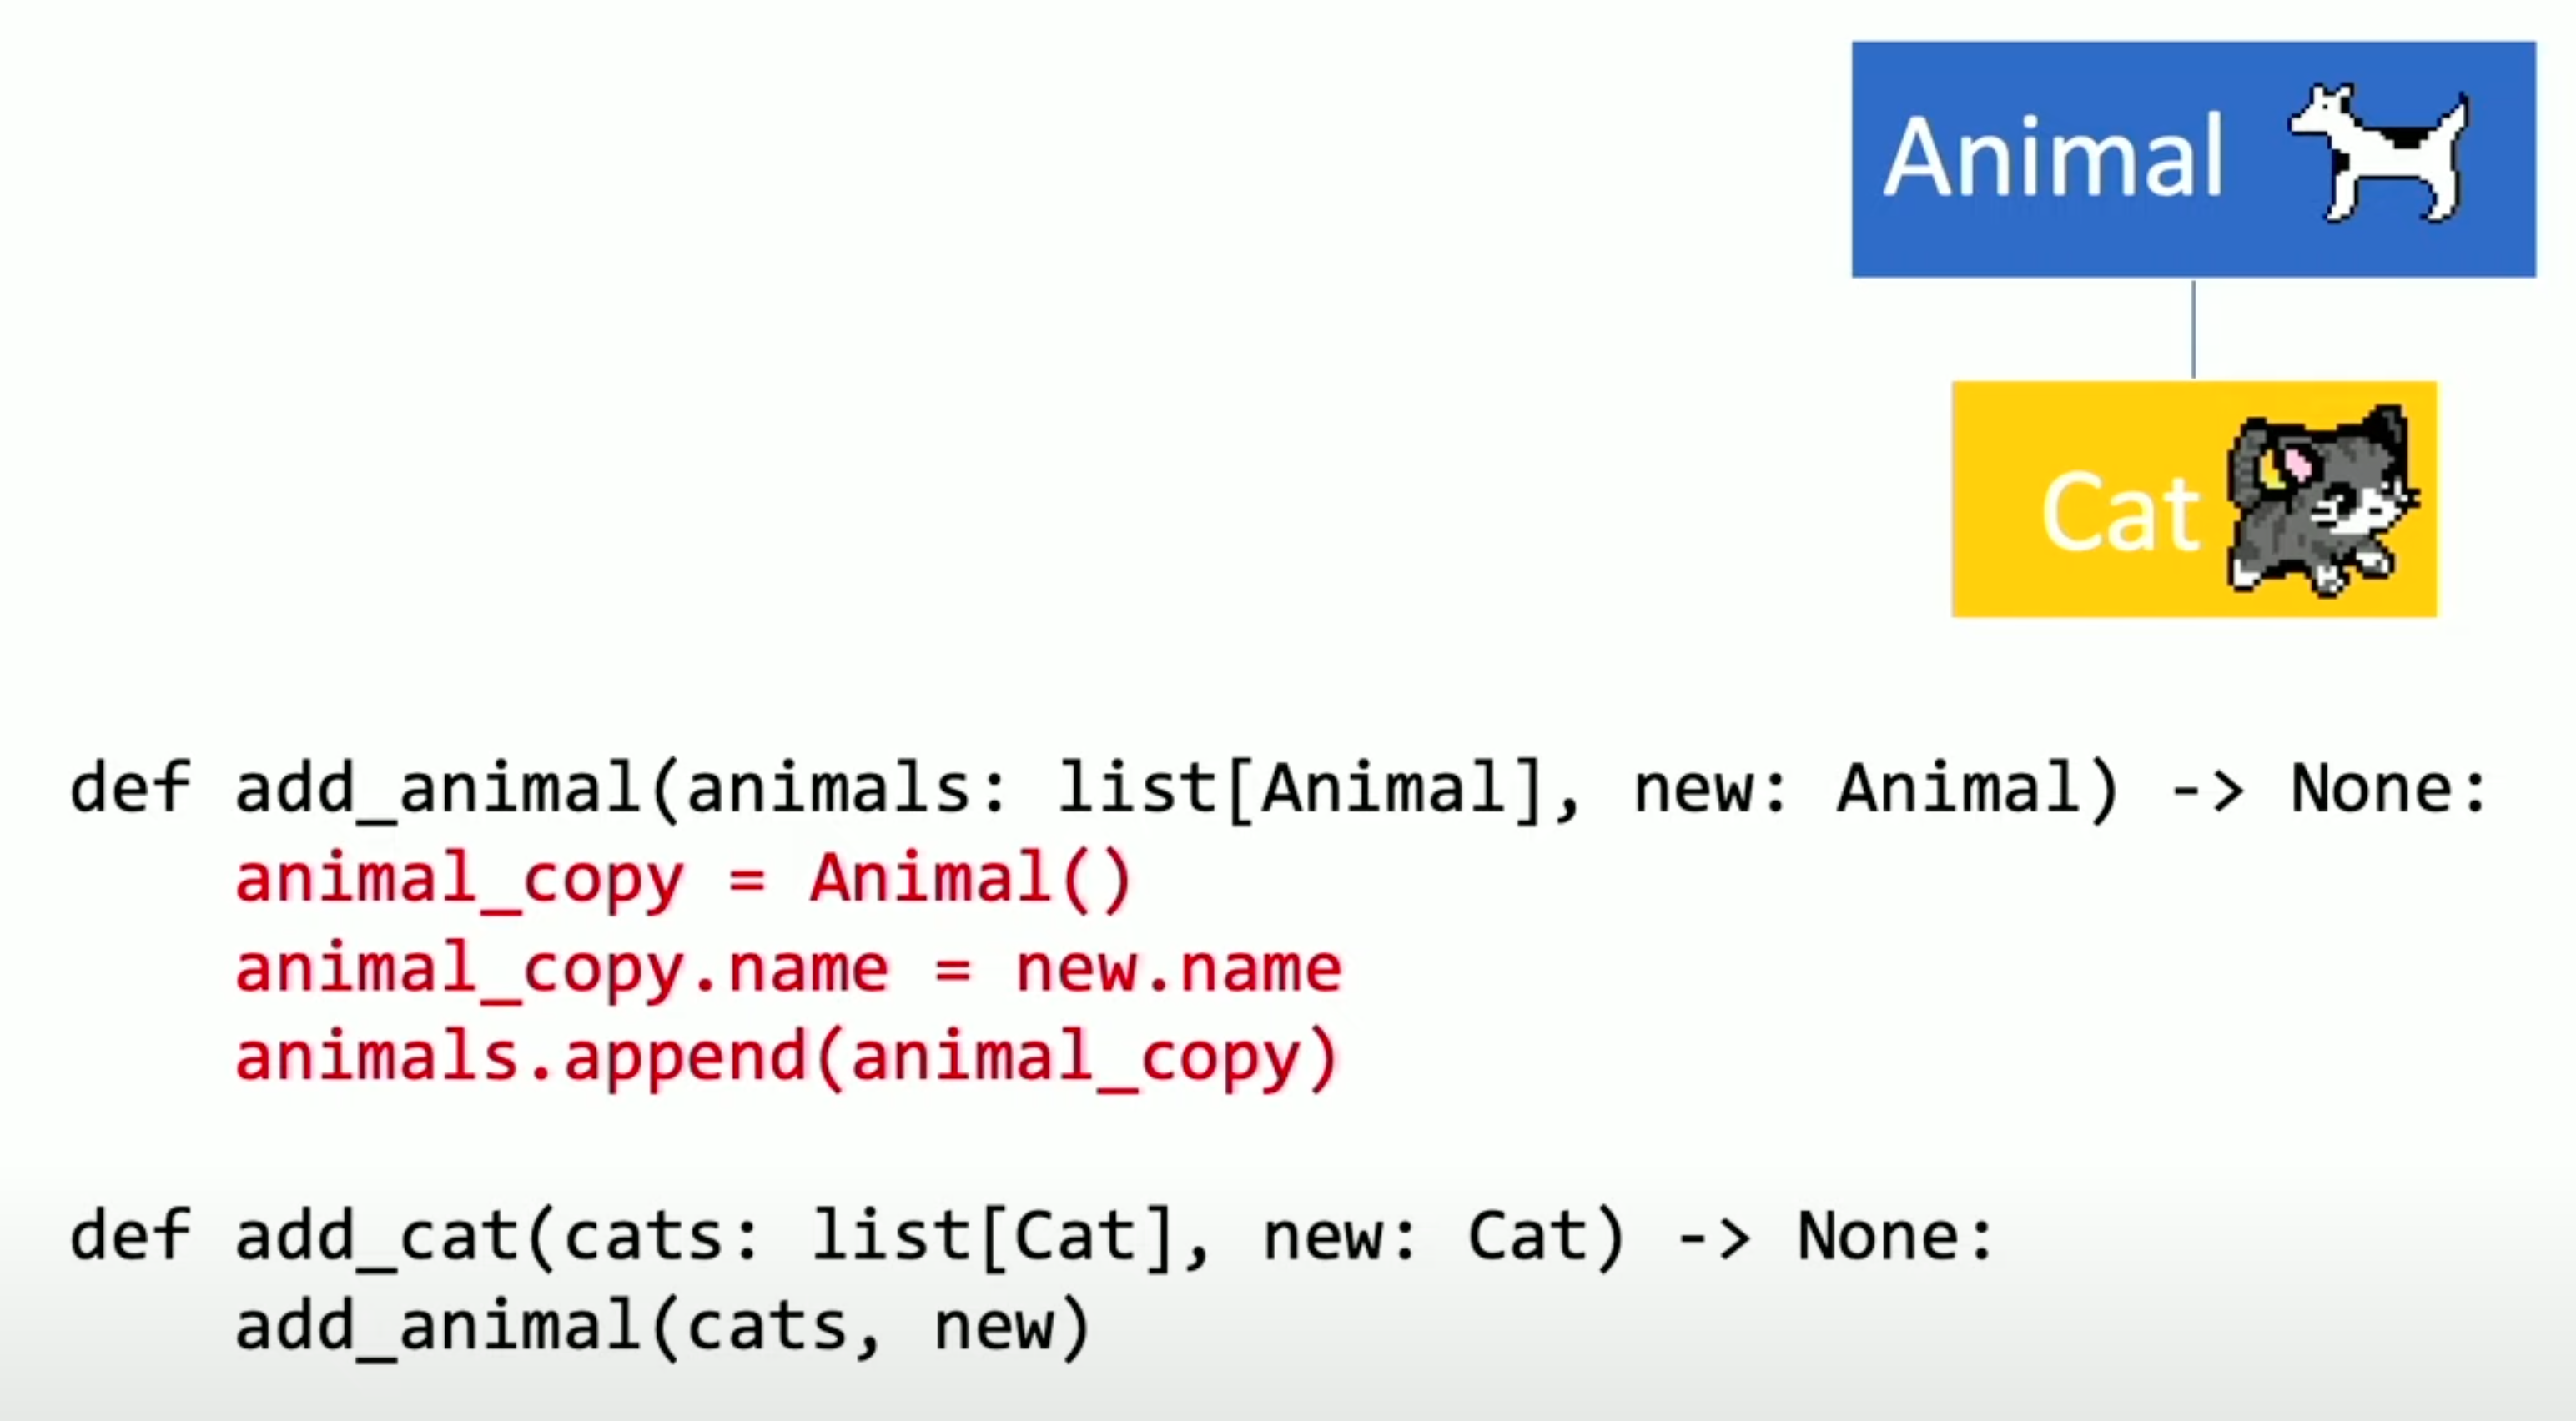 Animal
Cat
def add_animal(animals: list[Animal], new: Animal) -> None:
    animal_copy = Animal()
    animal_copy.name = new.name
    animals.append(animal_copy)
def add_cat(cats: list[Cat], new: Cat) -> None:
    add_animal(cats, new)